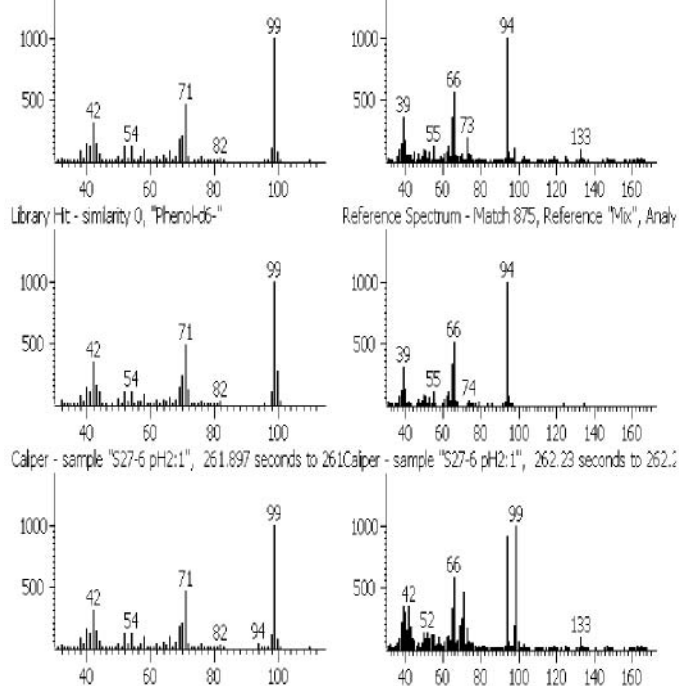 99 94
1000 1000
66
500 71 500
42 39
54 82 55 73 133
40 60 80 100 40 60 80 100 120 140 160
Library Hit - similarity 0, "Phenol-d6-" Reference Spectrum - Match 875, Reference "Mix", Analy
99 94
1000 1000
71 66
500 500
42 39
54 82 55 74
40 60 80 100 40 60 80 100 120 140 160
Caliper - sample "S27-6 pH2:1", 261.897 seconds to 261 Caliper - sample "S27-6 pH2:1", 262.23 seconds to 262.2
99 99
1000 1000
71 66
500 500
42 42
54 82 94 52 133
40 60 80 100 40 60 80 100 120 140 160